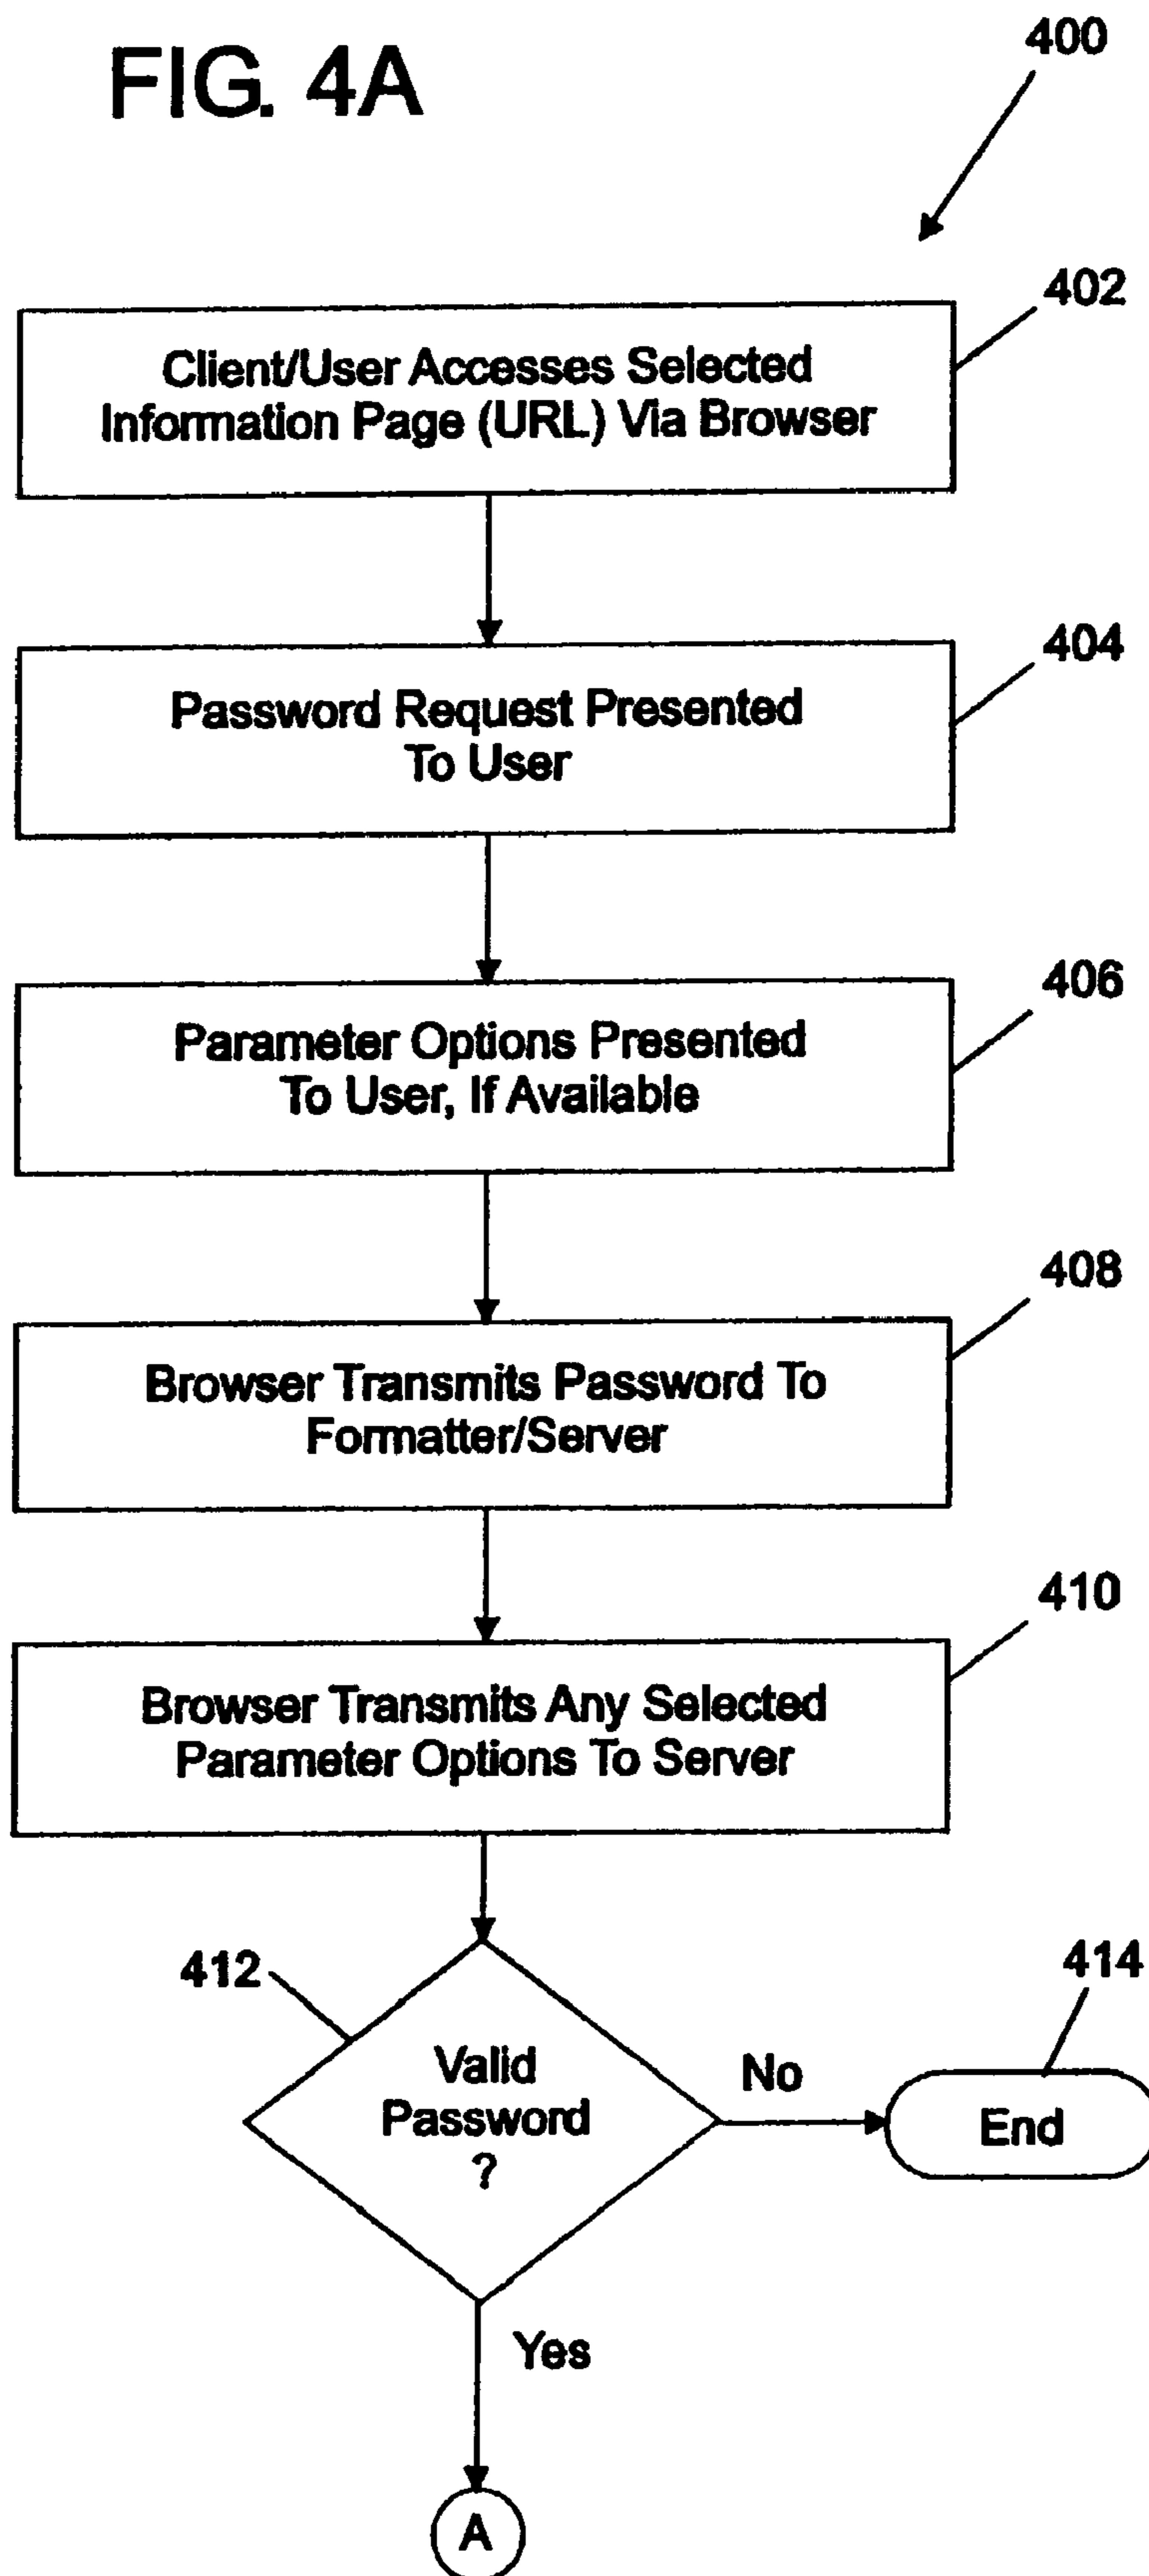 FIG. 4A
400
402
Client/User Accesses Selected
Information Page (URL) Via Browser
404
Password Request Presented
To User
406
Parameter Options Presented
To User, If Available
408
Browser Transmits Password To
Formatter/Server
410
Browser Transmits Any Selected
Parameter Options To Server
412
414
Valid
Password
?
No
End
Yes
A